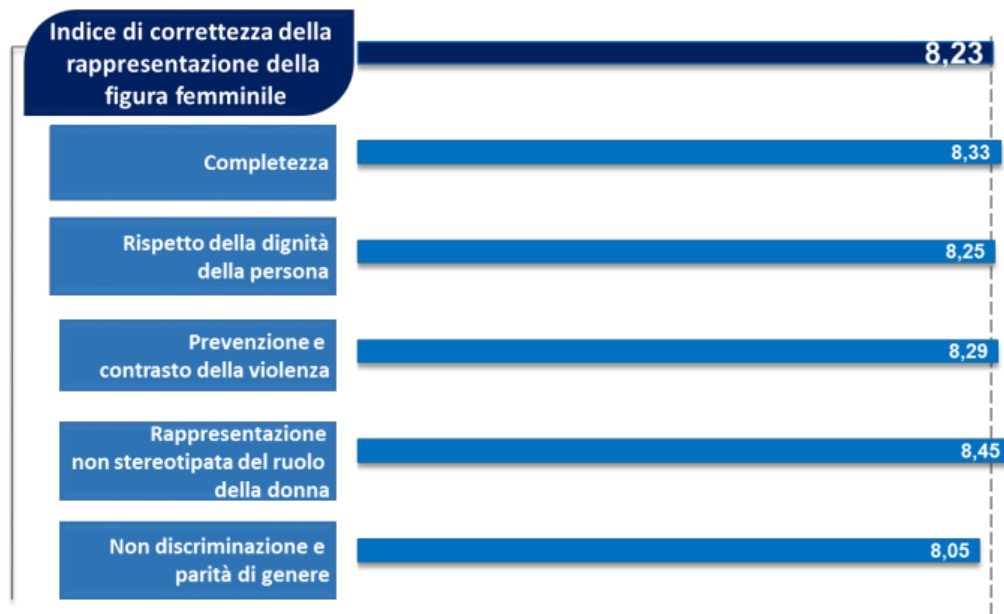 Indice di correttezza della
rappresentazione della
figura femminile
8,23
Completezza
8,33
Rispetto della dignità
della persona
8,25
Prevenzione e
contrasto della violenza
8,29
Rappresentazione
non stereotipata del ruolo
della donna
8,45
Non discriminazione e
parità di genere
8,05